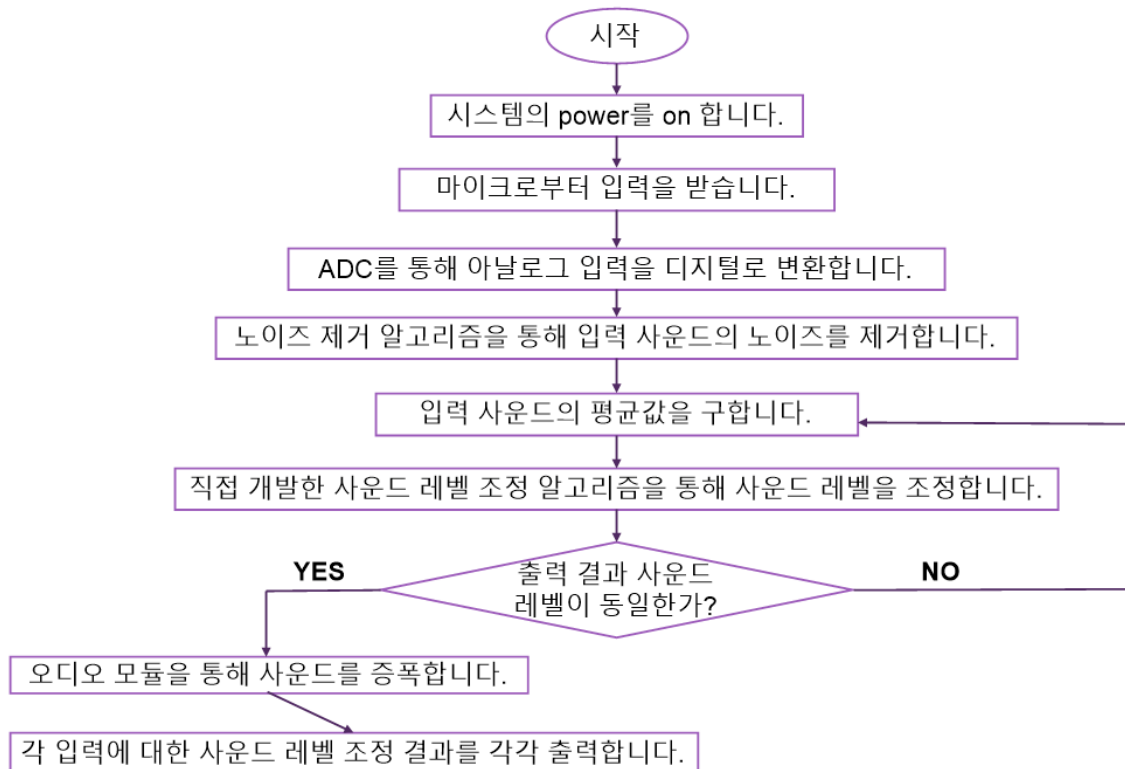 시작
시스템의 power를 on 합니다.
마이크로부터 입력을 받습니다.
ADC를 통해 아날로그 입력을 디지털로 변환합니다.
노이즈 제거 알고리즘을 통해 입력 사운드의 노이즈를 제거합니다.
입력 사운드의 평균값을 구합니다.
직접 개발한 사운드 레벨 조정 알고리즘을 통해 사운드 레벨을 조정합니다.
출력 결과 사운드
레벨이 동일한가?
YES
NO
오디오 모듈을 통해 사운드를 증폭합니다.
각 입력에 대한 사운드 레벨 조정 결과를 각각 출력합니다.